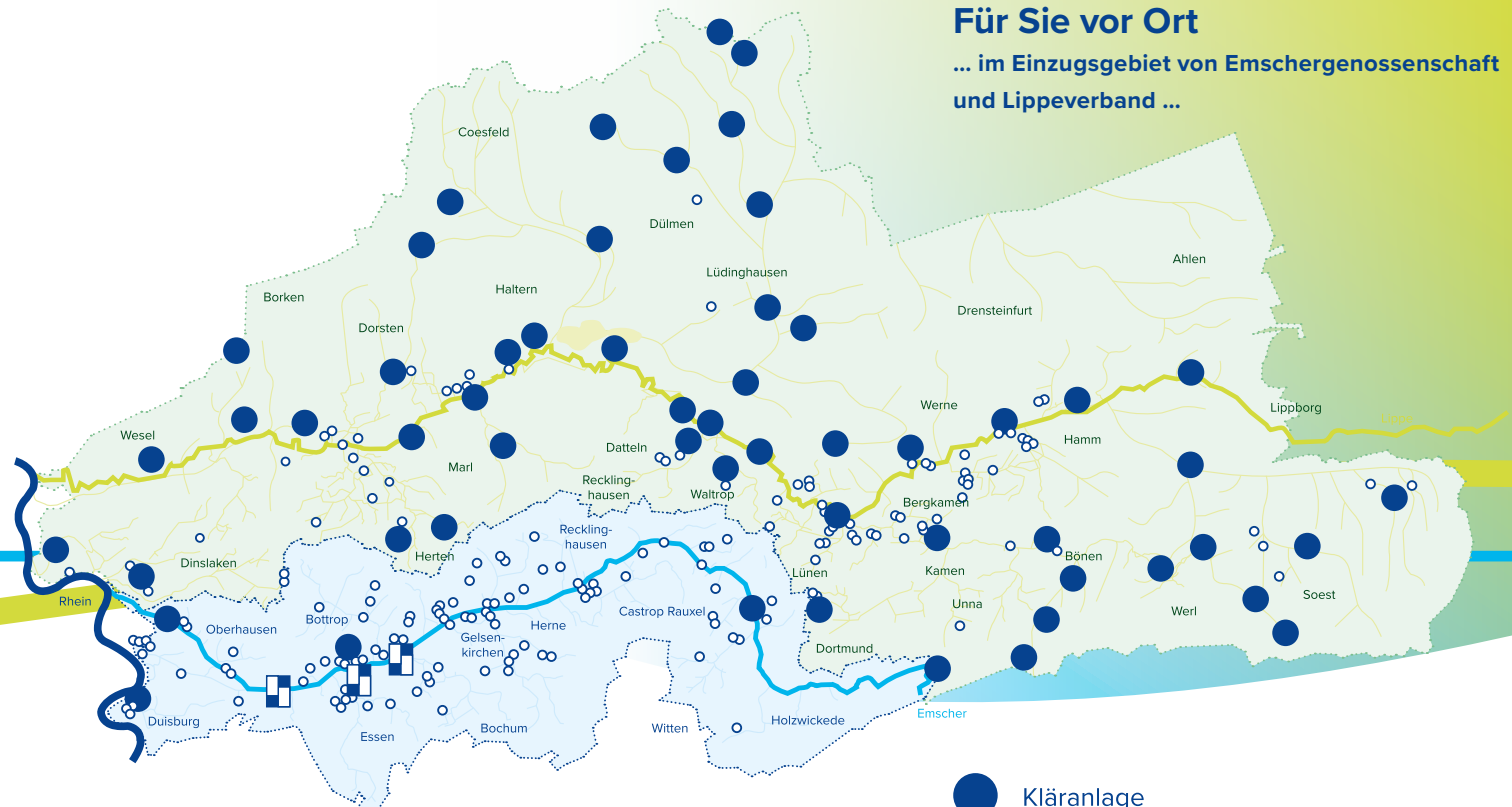 Für Sie vor Ort
... im Einzugsgebiet von Emschergenossenschaft
und Lippeverband ...
Coesfeld
Dülmen
Ahlen
Lüdinghausen
Haltern
Borken
Drensteinfurt
Dorsten
Werne
Lippborg
Lippe
Wesel
Hamm
Datteln
Marl
Reckling-
hausen
Waltrop
Bergkamen
Reckling-
hausen
Herten
Bönen
Dinslaken
Kamen
Lünen
Soest
Rhein
Unna
Castrop Rauxel
Werl
Bottrop
Herne
Oberhausen
Gelsen-
kirchen
Dortmund
Emscher
Duisburg
Holzwickede
Bochum
Witten
Essen
Kläranlage